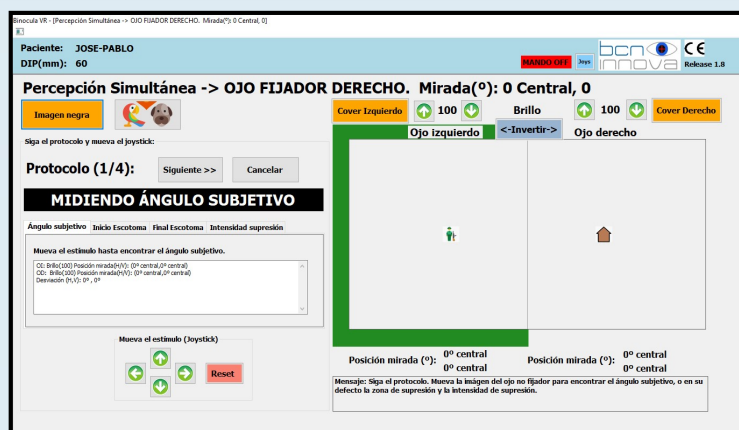 Binocula VR - [Percepción Simultánea -> OJO FIJADOR DERECHO. Mirada(º): 0 Central, 0]
Paciente: JOSE-PABLO
DIP(mm): 60
MANDO OFF
Joys
bcn innova
CE
Release 1.8
Percepción Simultánea -> OJO FIJADOR DERECHO. Mirada(º): 0 Central, 0
Imagen negra
Cover Izquierdo
100
Brillo
100
Cover Derecho
Ojo izquierdo
<-Invertir->
Ojo derecho
Siga el protocolo y mueva el joystick:
Protocolo (1/4):
Siguiente >>
Cancelar
MIDIENDO ÁNGULO SUBJETIVO
Ángulo subjetivo
Inicio Escotoma
Final Escotoma
Intensidad supresión
Mueva el estímulo hasta encontrar el ángulo subjetivo.
OI: Brillo(100) Posición mirada(H/V): (0º central,0º central)
OD: Brillo(100) Posición mirada(H/V): (0º central,0º central)
Desviación (H,V): 0º , 0º
Mueva el estímulo (Joystick)
Reset
Posición mirada (º):
0º central
0º central
Posición mirada (º):
0º central
0º central
Mensaje: Siga el protocolo. Mueva la imágen del ojo no fijador para encontrar el ángulo subjetivo, o en su
defecto la zona de supresión y la intensidad de supresión.